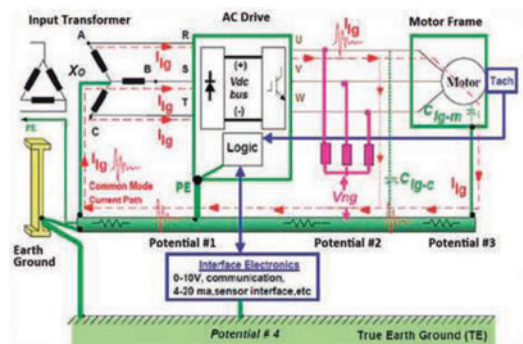 Input Transformer
AC Drive
Motor Frame
A
R
U
Ilg
Xo
B
S
(+)
Vdc
bus
(-)
V
Motor
Tach
T
W
C
Ilg
Clg-m
PE
Logic
Ilg
Common Mode
Current Path
PE
Vng
Clg-c
Ilg
Earth
Ground
Potential #1
Potential #2
Potential #3
Interface Electronics
0-10V, communication,
4-20 ma,sensor interface,etc
Potential # 4
True Earth Ground (TE)
Ilg
Ilg